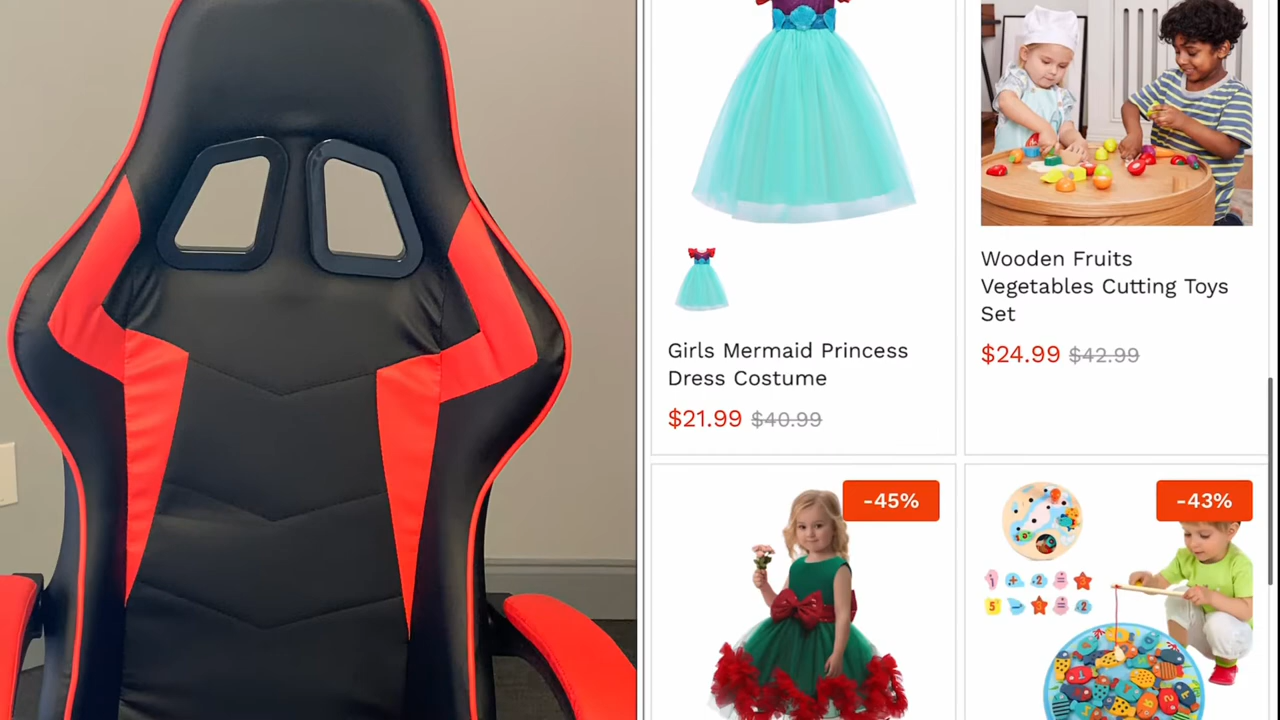 Girls Mermaid Princess
Dress Costume
$21.99 $40.99
Wooden Fruits
Vegetables Cutting Toys
Set
$24.99 $42.99
-45%
-43%